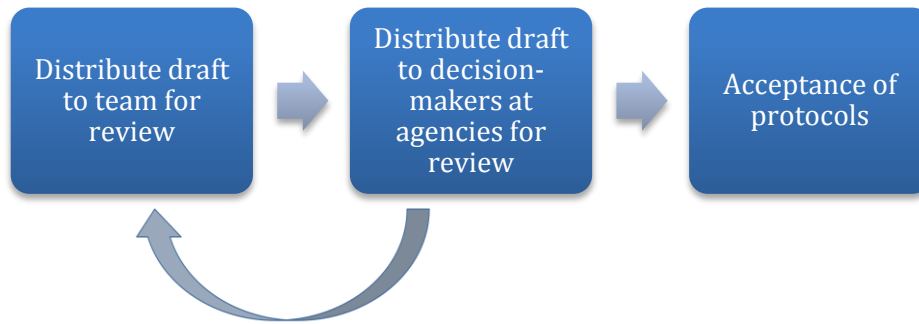 Distribute draft
to team for
review
Distribute draft
to decision-
makers at
agencies for
review
Acceptance of
protocols